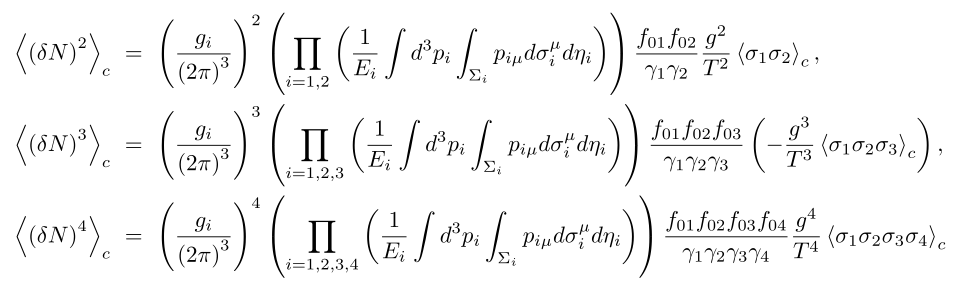 $\left\langle (\delta N)^2 \right\rangle_c = \left( \frac{g_i}{(2\pi)^3} \right)^2 \left( \prod_{i=1,2} \left( \frac{1}{E_i} \int d^3 p_i \int_{\Sigma_i} p_{i\mu} d\sigma_i^\mu d\eta_i \right) \right) \frac{f_{01} f_{02}}{\gamma_1 \gamma_2} \frac{g^2}{T^2} \left\langle \sigma_1 \sigma_2 \right\rangle_c ,$
$\left\langle (\delta N)^3 \right\rangle_c = \left( \frac{g_i}{(2\pi)^3} \right)^3 \left( \prod_{i=1,2,3} \left( \frac{1}{E_i} \int d^3 p_i \int_{\Sigma_i} p_{i\mu} d\sigma_i^\mu d\eta_i \right) \right) \frac{f_{01} f_{02} f_{03}}{\gamma_1 \gamma_2 \gamma_3} \left( -\frac{g^3}{T^3} \left\langle \sigma_1 \sigma_2 \sigma_3 \right\rangle_c \right) ,$
$\left\langle (\delta N)^4 \right\rangle_c = \left( \frac{g_i}{(2\pi)^3} \right)^4 \left( \prod_{i=1,2,3,4} \left( \frac{1}{E_i} \int d^3 p_i \int_{\Sigma_i} p_{i\mu} d\sigma_i^\mu d\eta_i \right) \right) \frac{f_{01} f_{02} f_{03} f_{04}}{\gamma_1 \gamma_2 \gamma_3 \gamma_4} \frac{g^4}{T^4} \left\langle \sigma_1 \sigma_2 \sigma_3 \sigma_4 \right\rangle_c$